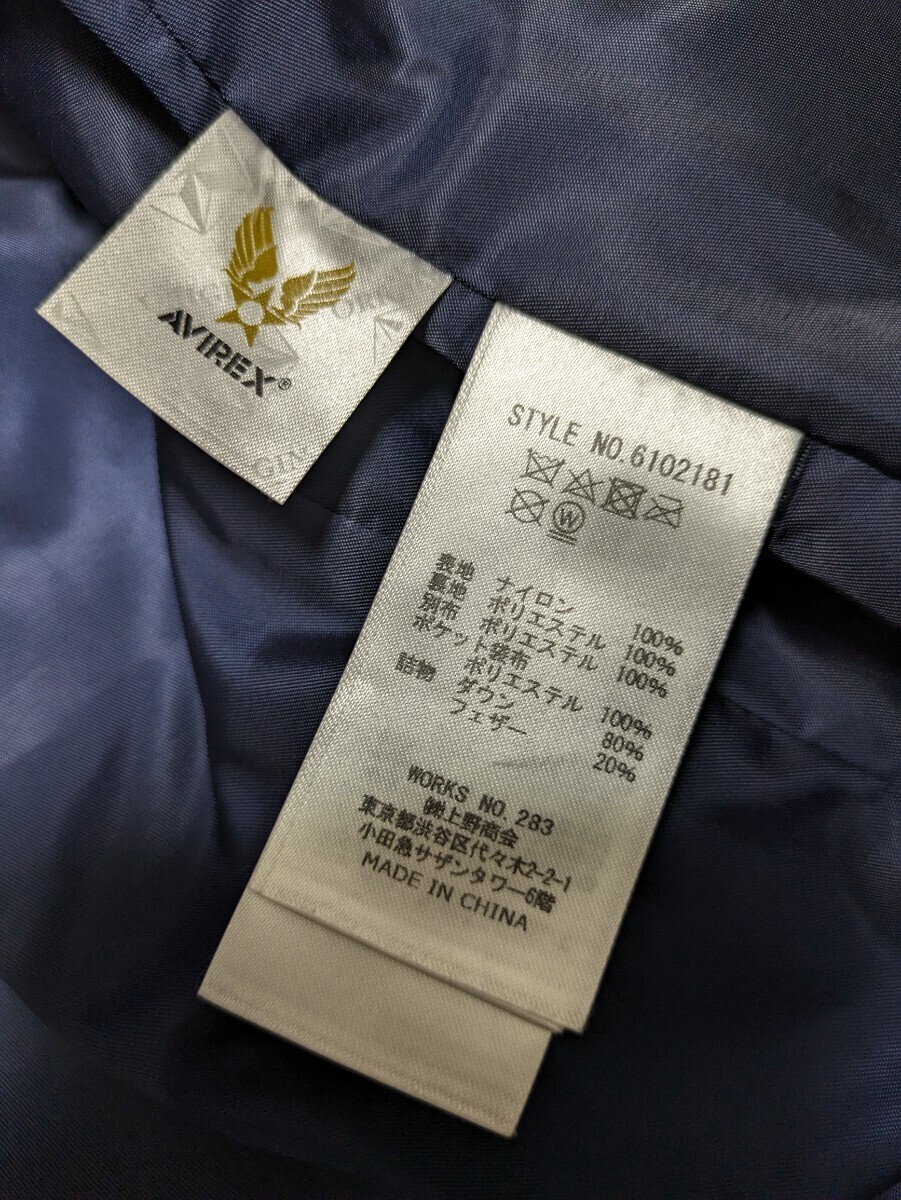 AVIREX®
STYLE NO.6102181
W
表地 ナイロン 100%
裏地 ポリエステル 100%
別布 ポリエステル 100%
ポケット袋布
ポリエステル 100%
詰物 ダウン 80%
フェザー 20%
WORKS NO. 283
㈱上野商会
東京都渋谷区代々木2-2-1
小田急サザンタワー6階
MADE IN CHINA